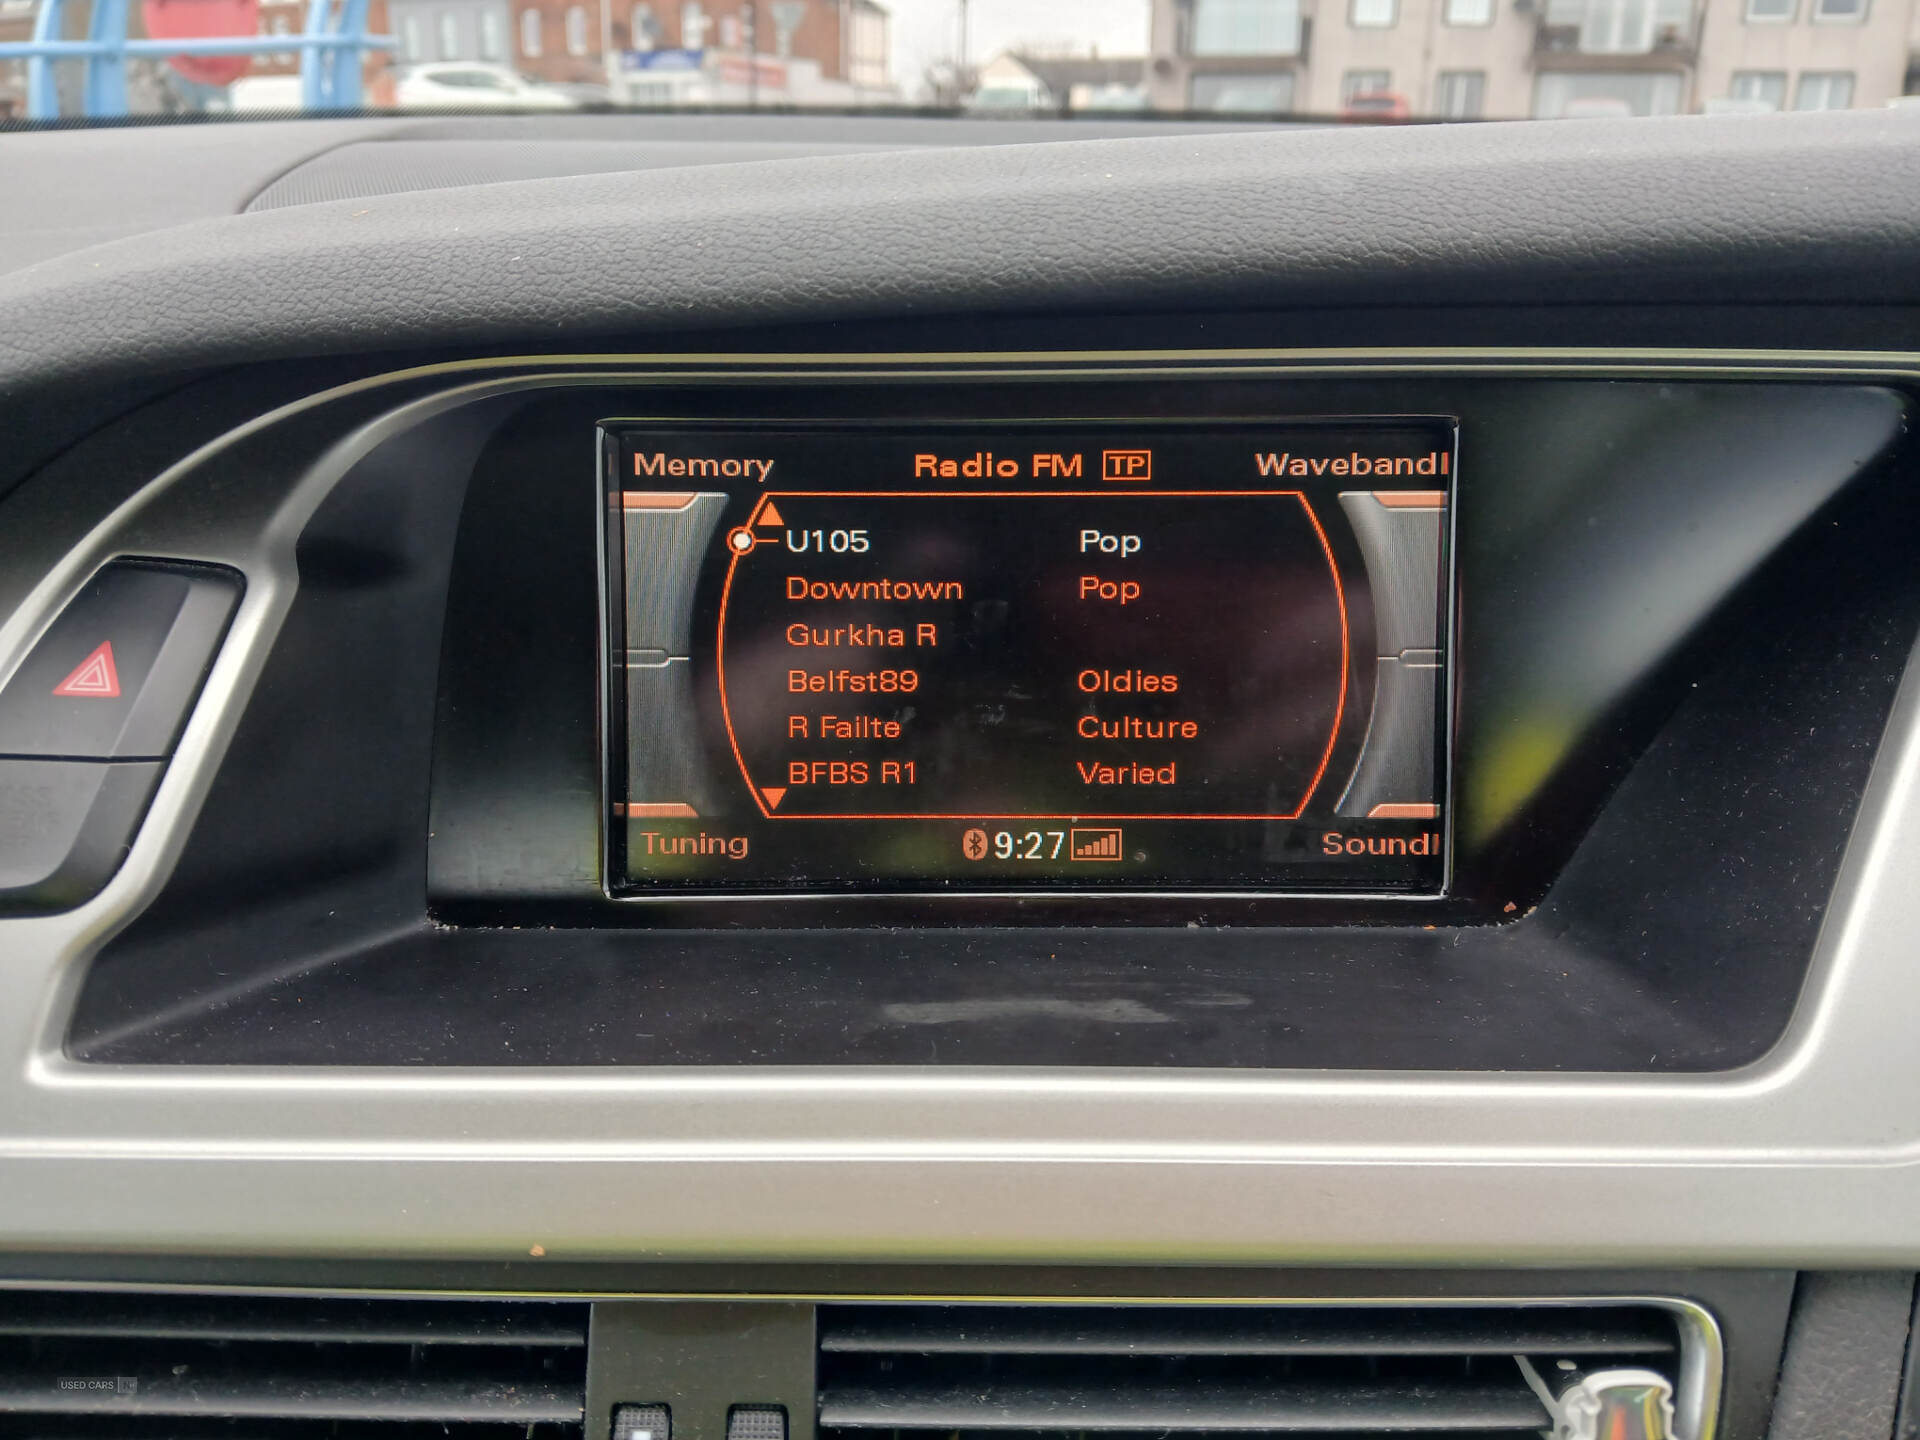 Memory Radio FM TP Waveband
U105 Pop
Downtown Pop
Gurkha R
Belfst89 Oldies
R Failte Culture
BFBS R1 Varied
Tuning 9:27 Sound
USED CARS NI